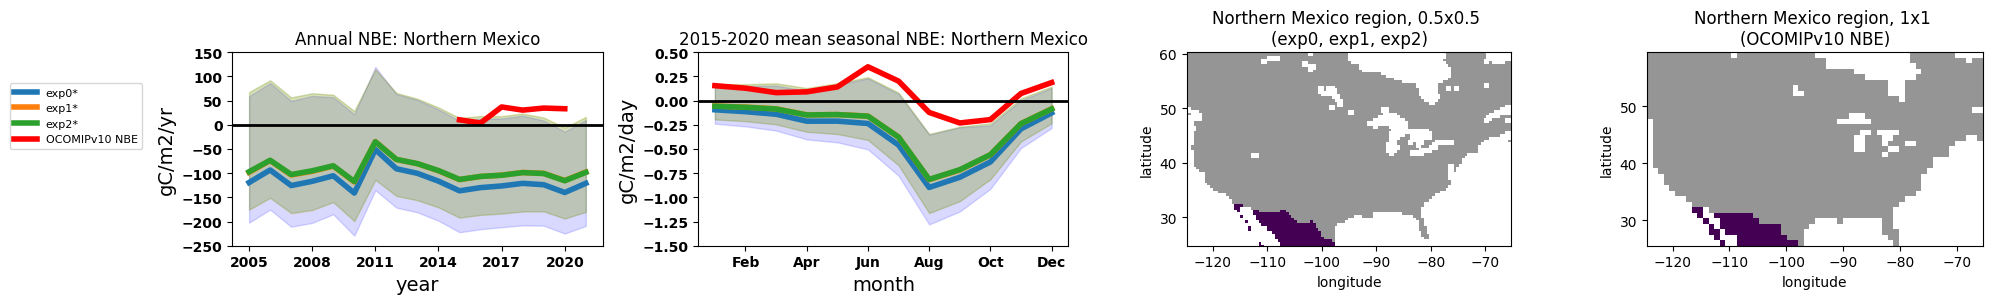 exp0*
exp1*
exp2*
OCOMIPv10 NBE
Annual NBE: Northern Mexico
gC/m2/yr
150
100
50
0
−50
−100
−150
−200
−250
2005
2008
2011
2014
2017
2020
year
2015-2020 mean seasonal NBE: Northern Mexico
gC/m2/day
0.50
0.25
0.00
−0.25
−0.50
−0.75
−1.00
−1.25
−1.50
Feb
Apr
Jun
Aug
Oct
Dec
month
Northern Mexico region, 0.5x0.5
(exp0, exp1, exp2)
latitude
60
50
40
30
−120
−110
−100
−90
−80
−70
longitude
Northern Mexico region, 1x1
(OCOMIPv10 NBE)
latitude
50
40
30
−120
−110
−100
−90
−80
−70
longitude